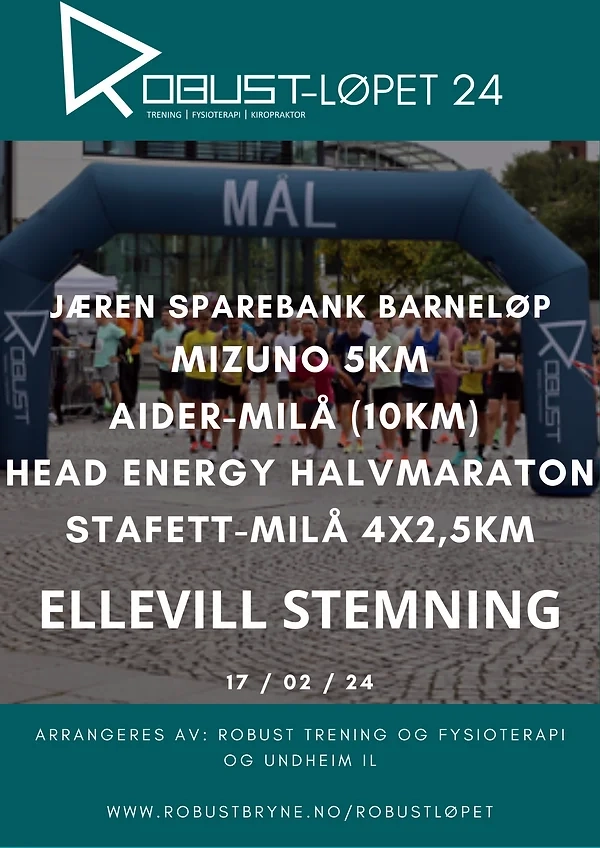 ROBUST-LØPET 24
TRENING | FYSIOTERAPI | KIROPRAKTOR
MÅL
JÆREN SPAREBANK BARNELØP
MIZUNO 5KM
AIDER-MILÅ (10KM)
ROBUST
ROBUST
HEAD ENERGY HALVMARATON
STAFETT-MILÅ 4X2,5KM
ELLEVILL STEMNING
17 / 02 / 24
ARRANGERES AV: ROBUST TRENING OG FYSIOTERAPI
OG UNDHEIM IL
WWW.ROBUSTBRYNE.NO/ROBUSTLØPET